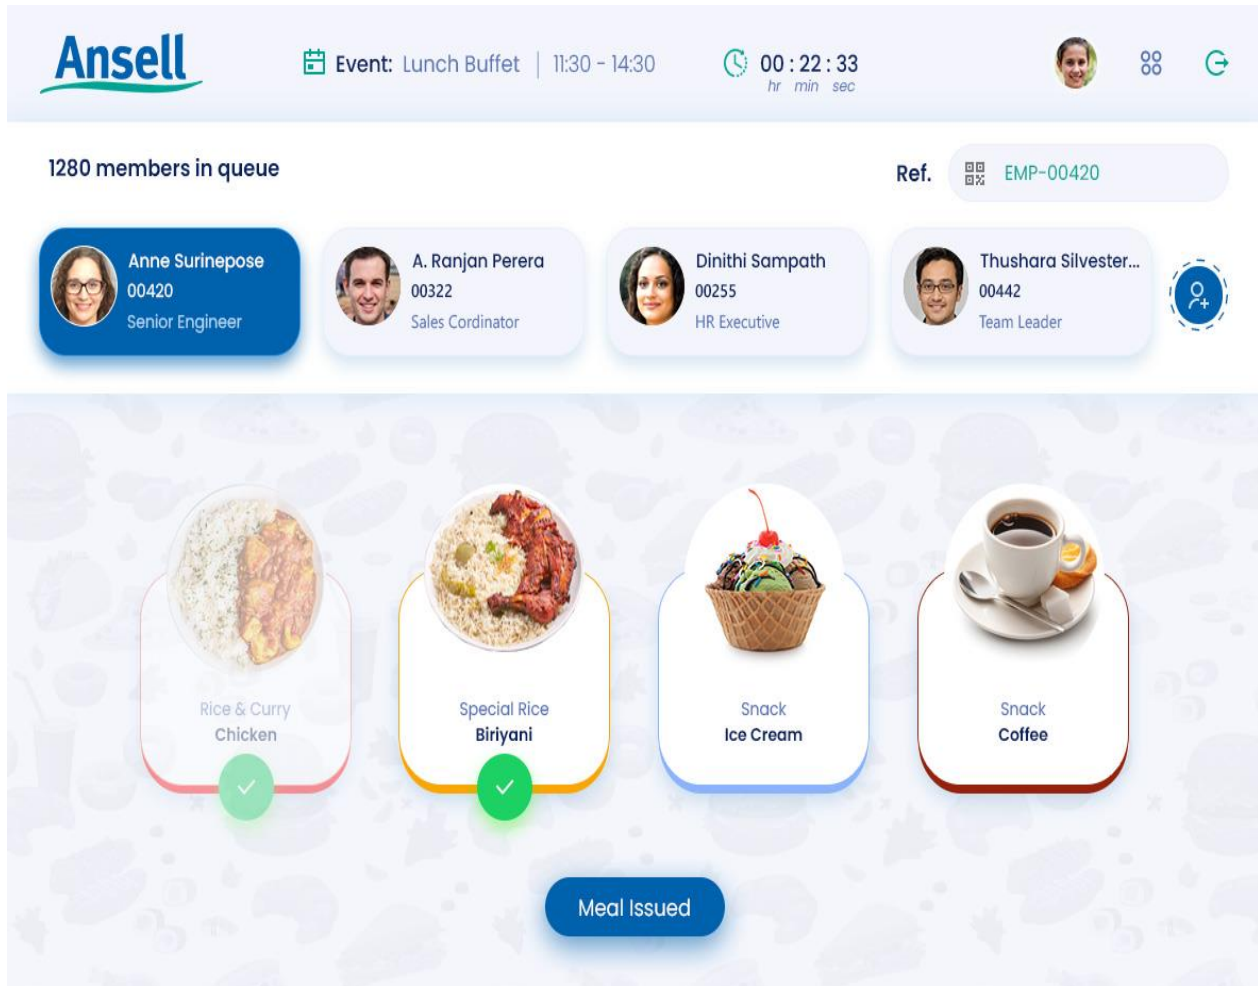 Ansell
Event: Lunch Buffet | 11:30 - 14:30
00 : 22 : 33
hr min sec
1280 members in queue
Ref. EMP-00420
Anne Surinepose
00420
Senior Engineer
A. Ranjan Perera
00322
Sales Cordinator
Dinithi Sampath
00255
HR Executive
Thushara Silvester...
00442
Team Leader
Rice & Curry
Chicken
Special Rice
Biriyani
Snack
Ice Cream
Snack
Coffee
Meal Issued